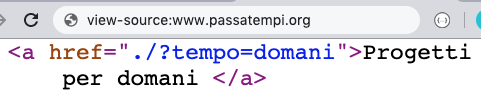 view-source:www.passatempi.org
<a href="./?tempo=domani">Progetti
per domani </a>